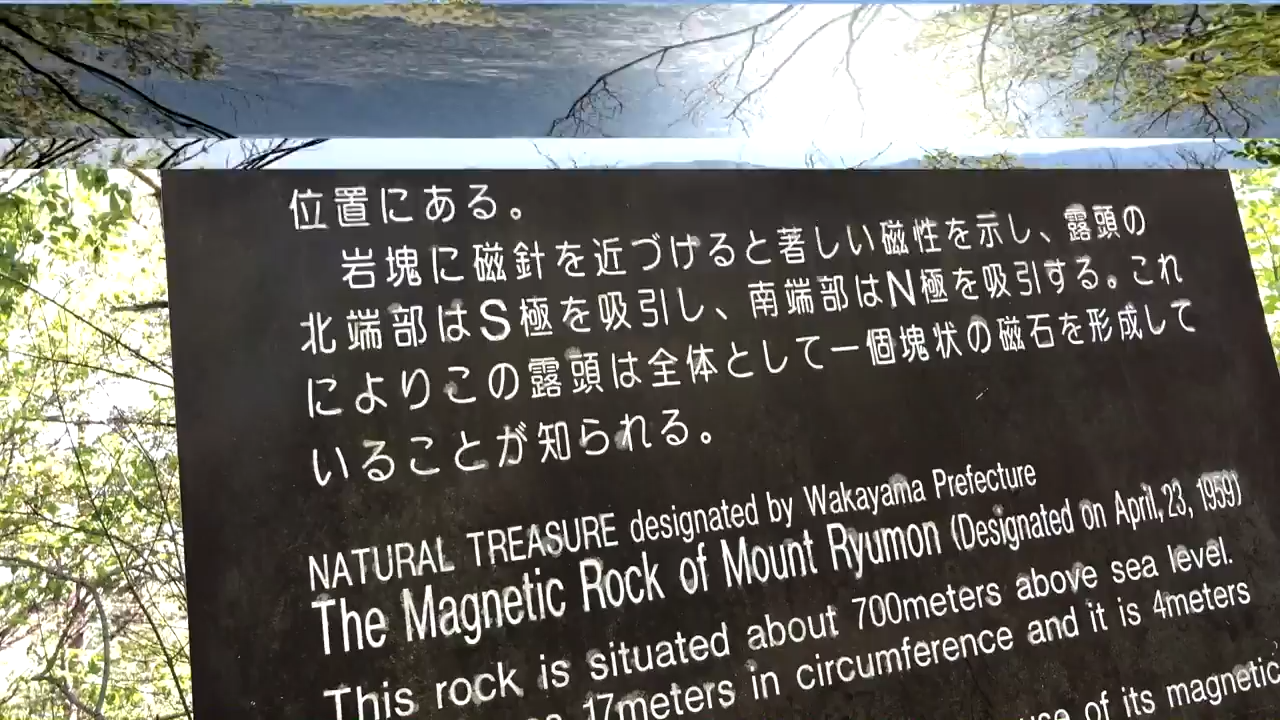 位置にある。
岩塊に磁針を近づけると著しい磁性を示し、露頭の
北端部はS極を吸引し、南端部はN極を吸引する。これ
によりこの露頭は全体として一個塊状の磁石を形成して
いることが知られる。
NATURAL TREASURE designated by Wakayama Prefecture
The Magnetic Rock of Mount Ryumon (Designated on April, 23, 1959)
This rock is situated about 700meters above sea level.
17meters in circumference and it is 4meters
of its magnetic